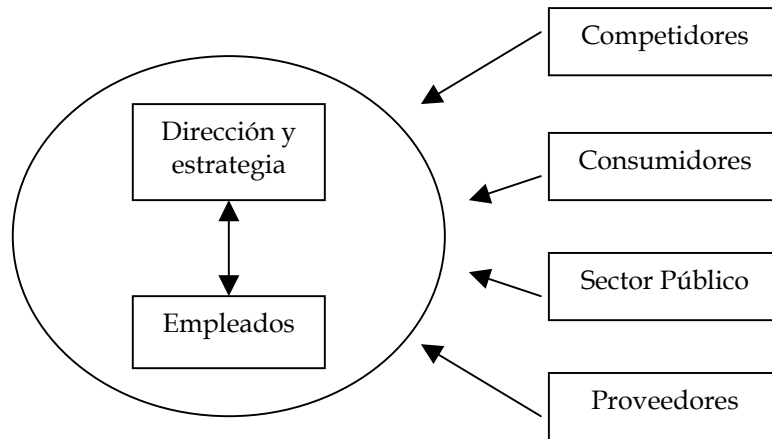 Competidores
Dirección y
estrategia
Consumidores
Sector Público
Empleados
Proveedores